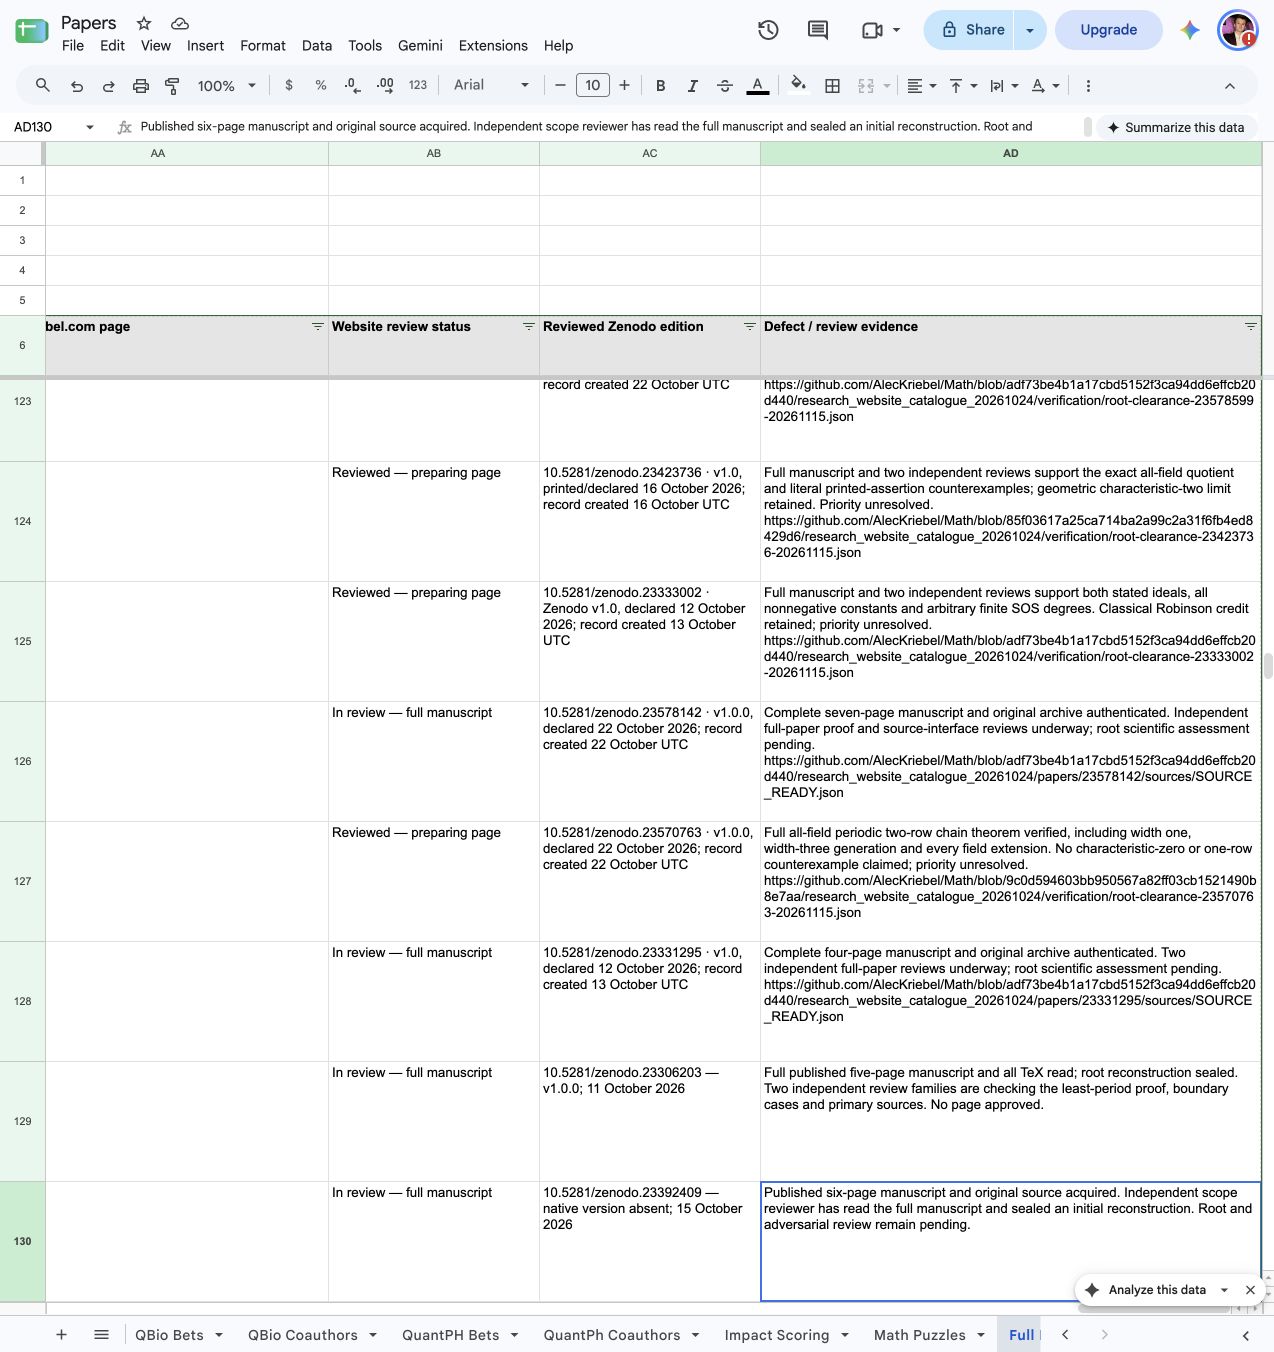 Papers
File Edit View Insert Format Data Tools Gemini Extensions Help
Share
Upgrade
100%
$ % .0 .00 123 Arial 10 B I S A
AD130
fx Published six-page manuscript and original source acquired. Independent scope reviewer has read the full manuscript and sealed an initial reconstruction. Root and
Summarize this data
AA AB AC AD
1
2
3
4
5
6
bel.com page
Website review status
Reviewed Zenodo edition
Defect / review evidence
123
record created 22 October UTC
https://github.com/AlecKriebel/Math/blob/adf73be4b1a17cbd5152f3ca94dd6effcb20
d440/research_website_catalogue_20261024/verification/root-clearance-23578599
-20261115.json
124
Reviewed — preparing page
10.5281/zenodo.23423736 · v1.0,
printed/declared 16 October 2026;
record created 16 October UTC
Full manuscript and two independent reviews support the exact all-field quotient
and literal printed-assertion counterexamples; geometric characteristic-two limit
retained. Priority unresolved.
https://github.com/AlecKriebel/Math/blob/85f03617a25ca714ba2a99c2a31f6fb4ed8
429d6/research_website_catalogue_20261024/verification/root-clearance-2342373
6-20261115.json
125
Reviewed — preparing page
10.5281/zenodo.23333002 ·
Zenodo v1.0, declared 12 October
2026; record created 13 October
UTC
Full manuscript and two independent reviews support both stated ideals, all
nonnegative constants and arbitrary finite SOS degrees. Classical Robinson credit
retained; priority unresolved.
https://github.com/AlecKriebel/Math/blob/adf73be4b1a17cbd5152f3ca94dd6effcb20
d440/research_website_catalogue_20261024/verification/root-clearance-23333002
-20261115.json
126
In review — full manuscript
10.5281/zenodo.23578142 · v1.0.0,
declared 22 October 2026; record
created 22 October UTC
Complete seven-page manuscript and original archive authenticated. Independent
full-paper proof and source-interface reviews underway; root scientific assessment
pending.
https://github.com/AlecKriebel/Math/blob/adf73be4b1a17cbd5152f3ca94dd6effcb20
d440/research_website_catalogue_20261024/papers/23578142/sources/SOURCE
_READY.json
127
Reviewed — preparing page
10.5281/zenodo.23570763 · v1.0.0,
declared 22 October 2026; record
created 22 October UTC
Full all-field periodic two-row chain theorem verified, including width one,
width-three generation and every field extension. No characteristic-zero or one-row
counterexample claimed; priority unresolved.
https://github.com/AlecKriebel/Math/blob/9c0d594603bb950567a82ff03cb1521490b
8e7aa/research_website_catalogue_20261024/verification/root-clearance-2357076
3-20261115.json
128
In review — full manuscript
10.5281/zenodo.23331295 · v1.0,
declared 12 October 2026; record
created 13 October UTC
Complete four-page manuscript and original archive authenticated. Two
independent full-paper reviews underway; root scientific assessment pending.
https://github.com/AlecKriebel/Math/blob/adf73be4b1a17cbd5152f3ca94dd6effcb20
d440/research_website_catalogue_20261024/papers/23331295/sources/SOURCE
_READY.json
129
In review — full manuscript
10.5281/zenodo.23306203 —
v1.0.0; 11 October 2026
Full published five-page manuscript and all TeX read; root reconstruction sealed.
Two independent review families are checking the least-period proof, boundary
cases and primary sources. No page approved.
130
In review — full manuscript
10.5281/zenodo.23392409 —
native version absent; 15 October
2026
Published six-page manuscript and original source acquired. Independent scope
reviewer has read the full manuscript and sealed an initial reconstruction. Root and
adversarial review remain pending.
Analyze this data
QBio Bets QBio Coauthors QuantPH Bets QuantPh Coauthors Impact Scoring Math Puzzles Full